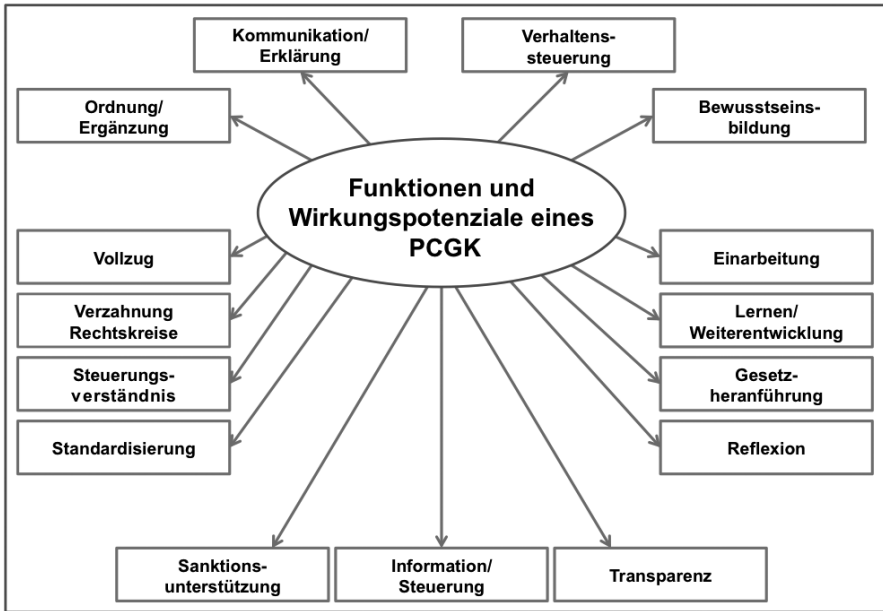 Kommunikation/
Erklärung
Verhaltens-
steuerung
Ordnung/
Ergänzung
Bewusstseins-
bildung
Funktionen und
Wirkungspotenziale eines
PCGK
Vollzug
Einarbeitung
Verzahnung
Rechtskreise
Lernen/
Weiterentwicklung
Steuerungs-
verständnis
Gesetz-
heranführung
Standardisierung
Reflexion
Sanktions-
unterstützung
Information/
Steuerung
Transparenz